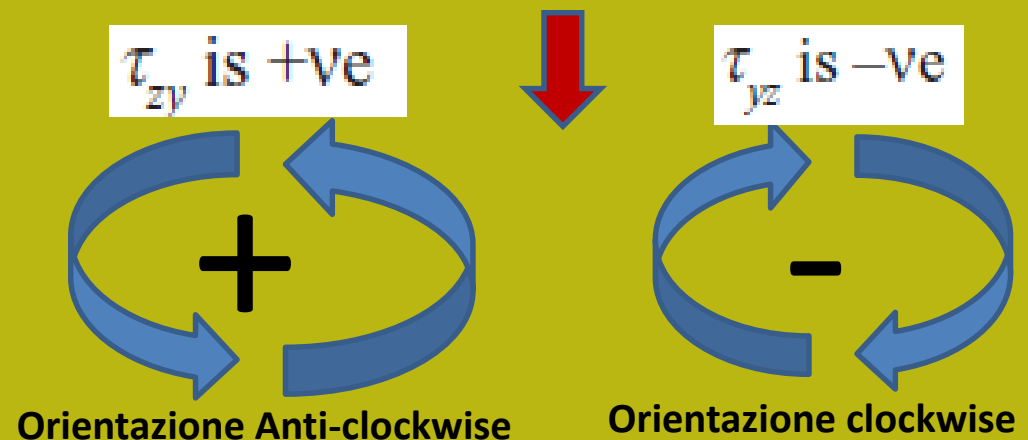 τzy is +ve
τyz is –ve
+
-
Orientazione Anti-clockwise
Orientazione clockwise